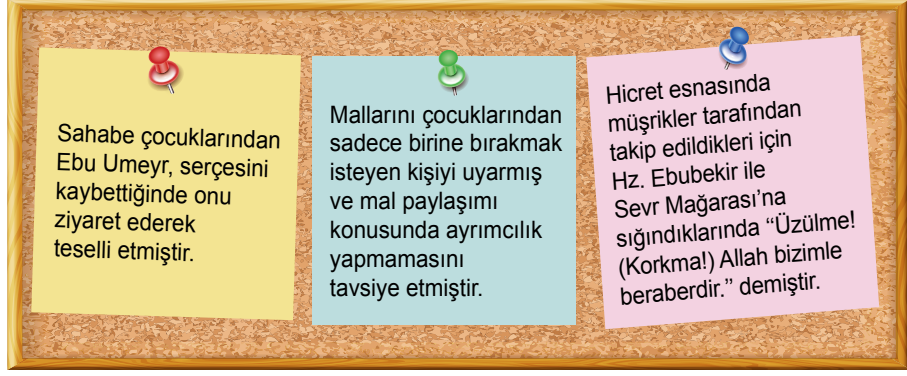 Sahabe çocuklarından
Ebu Umeyr, serçesini
kaybettiğinde onu
ziyaret ederek
teselli etmiştir.
Mallarını çocuklarından
sadece birine bırakmak
isteyen kişiyi uyarmış
ve mal paylaşımı
konusunda ayrımcılık
yapmamasını
tavsiye etmiştir.
Hicret esnasında
müşrikler tarafından
takip edildikleri için
Hz. Ebubekir ile
Sevr Mağarası’na
sığındıklarında “Üzülme!
(Korkma!) Allah bizimle
beraberdir.” demiştir.